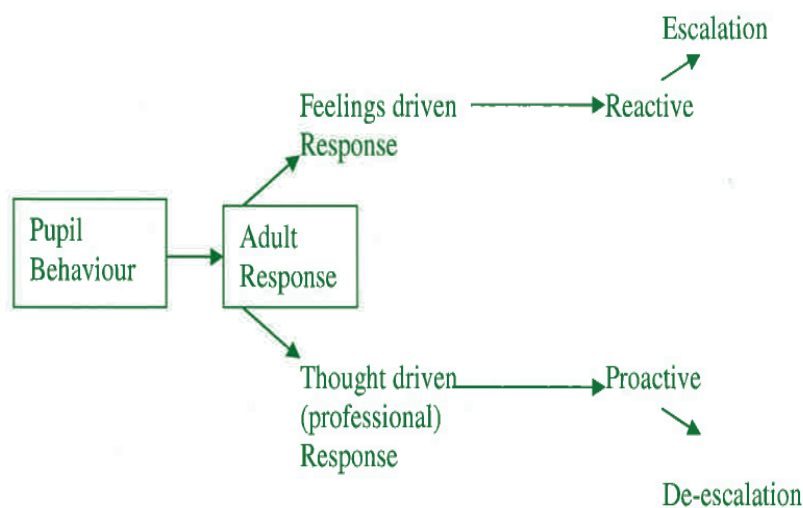 Escalation
Feelings driven
Response
Reactive
Pupil
Behaviour
Adult
Response
Thought driven
(professional)
Response
Proactive
De-escalation